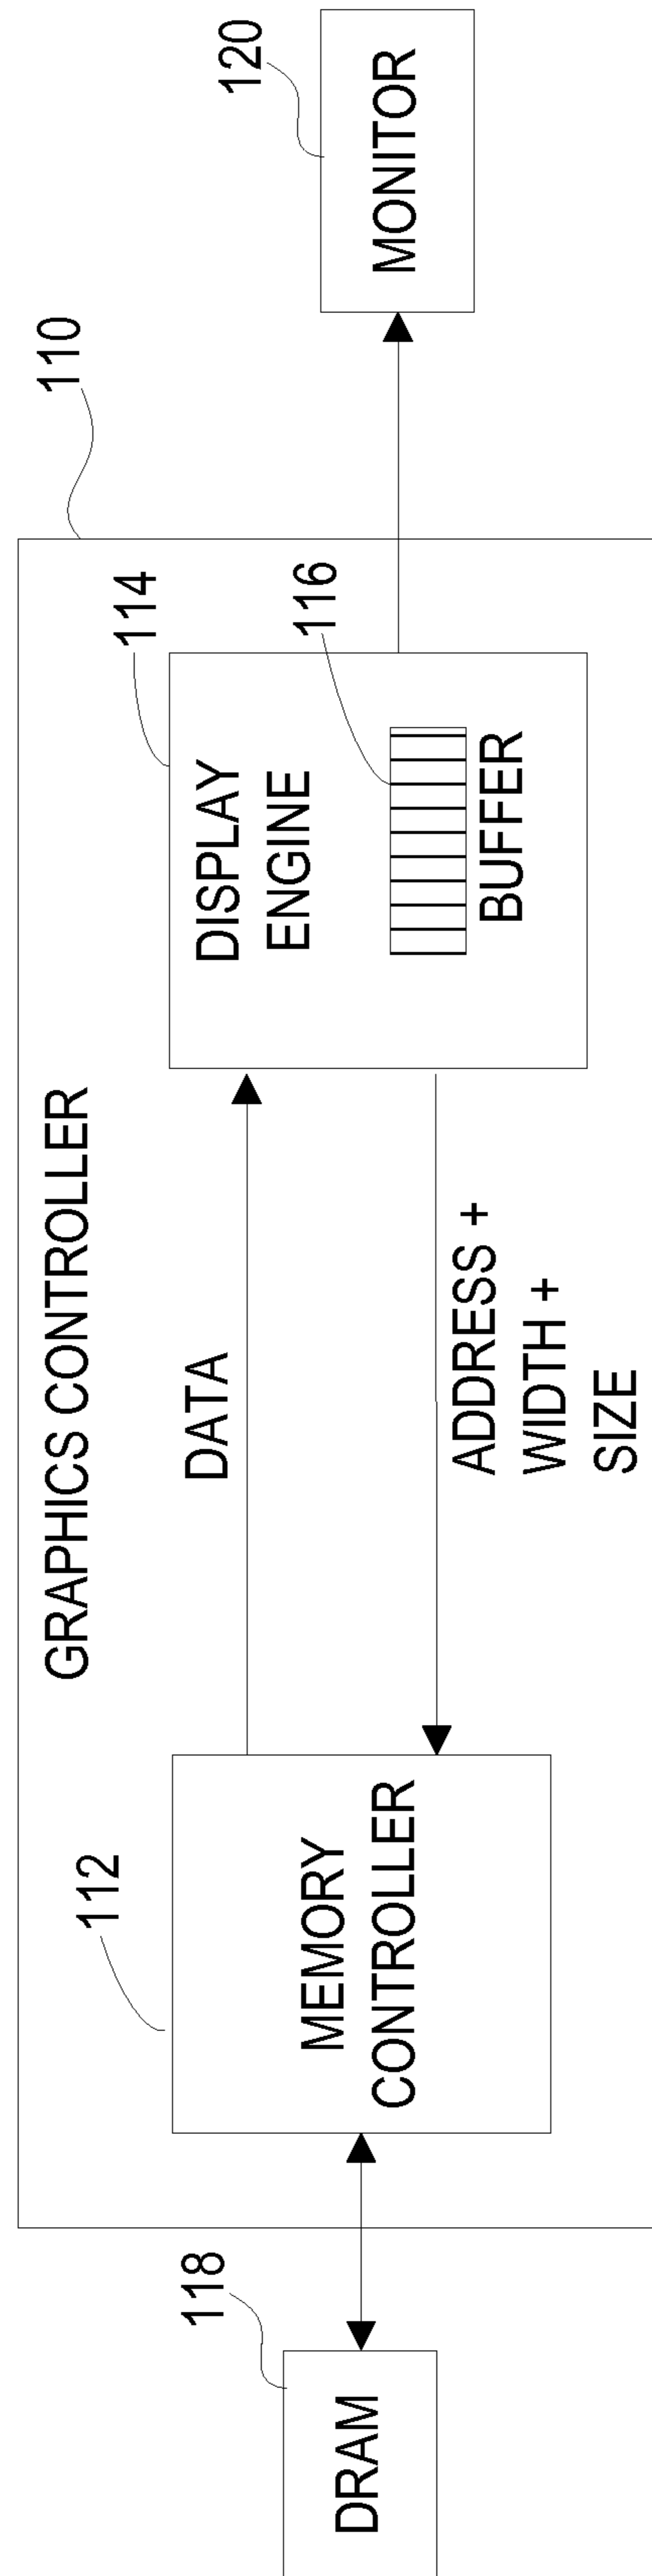 GRAPHICS CONTROLLER
110
118
DRAM
112
MEMORY
CONTROLLER
DATA
ADDRESS +
WIDTH +
SIZE
114
DISPLAY
ENGINE
116
BUFFER
120
MONITOR